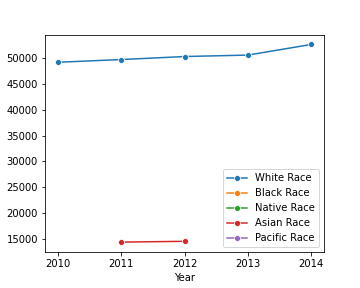 50000
45000
40000
35000
30000
25000
20000
15000
White Race
Black Race
Native Race
Asian Race
Pacific Race
2010 2011 2012 2013 2014
Year